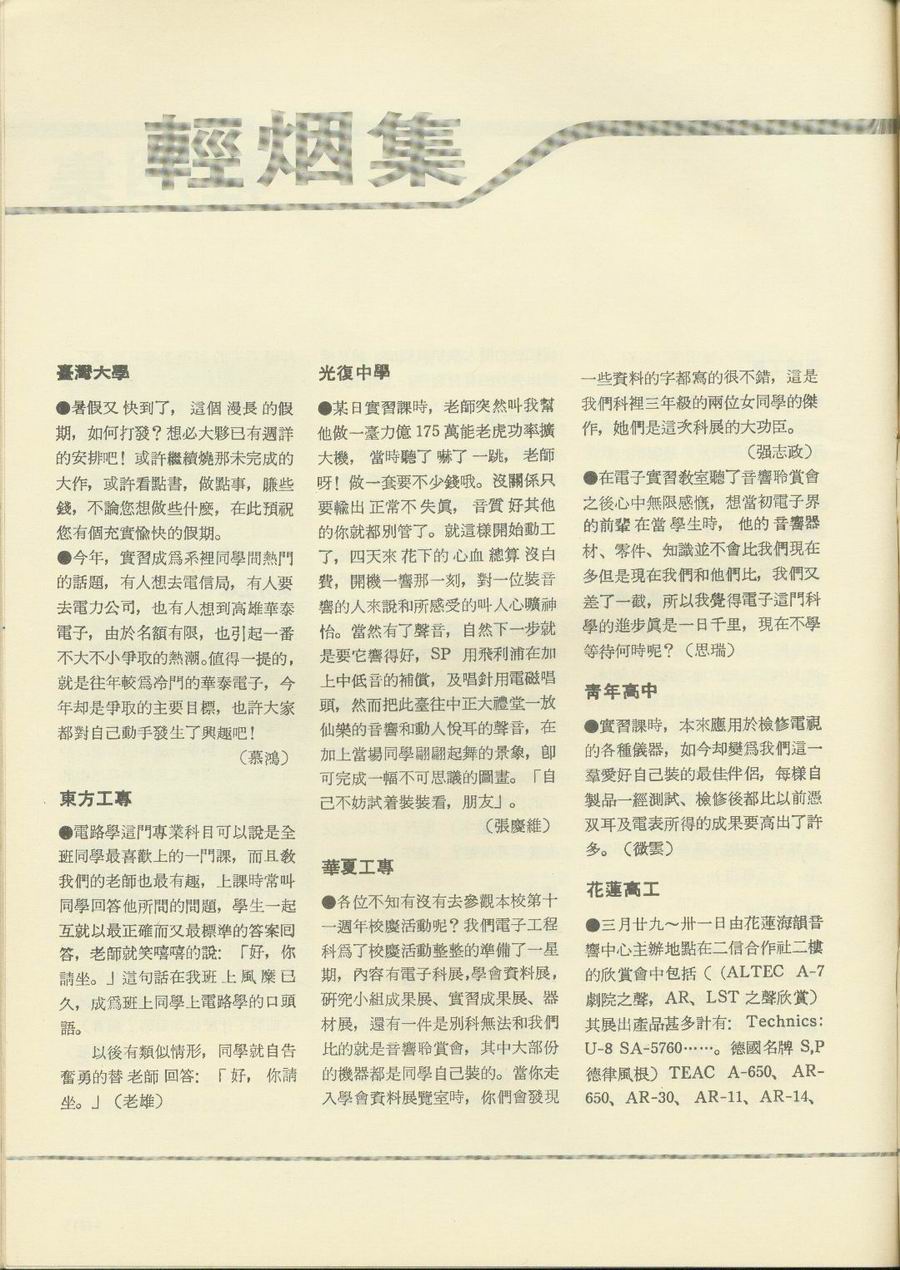 輕烟集
臺灣大學
●暑假又快到了，這個漫長的假
期，如何打發？想必大夥已有週詳
的安排吧！或許繼續燒那未完成的
大作，或許看點書，做點事，賺些
錢，不論您想做些什麼，在此預祝
您有個充實愉快的假期。
●今年，實習成爲系裡同學間熱門
的話題，有人想去電信局，有人要
去電力公司，也有人想到高雄華泰
電子，由於名額有限，也引起一番
不大不小爭取的熱潮。值得一提的，
就是往年較爲冷門的華泰電子，今
年却是爭取的主要目標，也許大家
都對自己動手發生了興趣吧！
（慕鴻）
東方工專
●電路學這門專業科目可以說是全
班同學最喜歡上的一門課，而且敎
我們的老師也最有趣，上課時常叫
同學回答他所問的問題，學生一起
互就以最正確而又最標準的答案回
答，老師就笑嘻嘻的說：「好，你
請坐。」這句話在我班上風糜已
久，成爲班上同學上電路學的口頭
語。
以後有類似情形，同學就自告
奮勇的替老師回答：「好，你請
坐。」（老雄）
光復中學
●某日實習課時，老師突然叫我幫
他做一臺力億 175 萬能老虎功率擴
大機，當時聽了嚇了一跳，老師
呀！做一套要不少錢哦。沒關係只
要輸出正常不失眞，音質好其他
的你就都別管了。就這樣開始動工
了，四天來花下的心血總算沒白
費，開機一響那一刻，對一位裝音
響的人來說和所感受的叫人心曠神
怡。當然有了聲音，自然下一步就
是要它響得好，SP 用飛利浦在加
上中低音的補償，及唱針用電磁唱
頭，然而把此臺往中正大禮堂一放
仙樂的音響和動人悅耳的聲音，在
加上當場同學翩翩起舞的景象，卽
可完成一幅不可思議的圖畫。「自
己不妨試着裝裝看，朋友」。
（張慶維）
華夏工專
●各位不知有沒有去參觀本校第十
一週年校慶活動呢？我們電子工程
科爲了校慶活動整整的準備了一星
期，內容有電子科展，學會資料展，
硏究小組成果展、實習成果展、器
材展，還有一件是別科無法和我們
比的就是音響聆賞會，其中大部份
的機器都是同學自己裝的。當你走
入學會資料展覽室時，你們會發現
一些資料的字都寫的很不錯，這是
我們科裡三年級的兩位女同學的傑
作，她們是這次科展的大功臣。
（强志政）
●在電子實習敎室聽了音響聆賞會
之後心中無限感慨，想當初電子界
的前輩在當學生時，他的音響器
材、零件、知識並不會比我們現在
多但是現在我們和他們比，我們又
差了一截，所以我覺得電子這門科
學的進步眞是一日千里，現在不學
等待何時呢？（思瑞）
靑年高中
●實習課時，本來應用於檢修電視
的各種儀器，如今却變爲我們這一
羣愛好自己裝的最佳伴侶，每樣自
製品一經測試、檢修後都比以前憑
双耳及電表所得的成果要高出了許
多。（微雲）
花蓮高工
●三月廿九～卅一日由花蓮海韻音
響中心主辦地點在二信合作社二樓
的欣賞會中包括（（ALTEC A-7
劇院之聲，AR、LST 之聲欣賞）
其展出產品甚多計有：Technics：
U-8 SA-5760……。德國名牌 S,P
德律風根）TEAC A-650、AR-
650、AR-30、AR-11、AR-14、